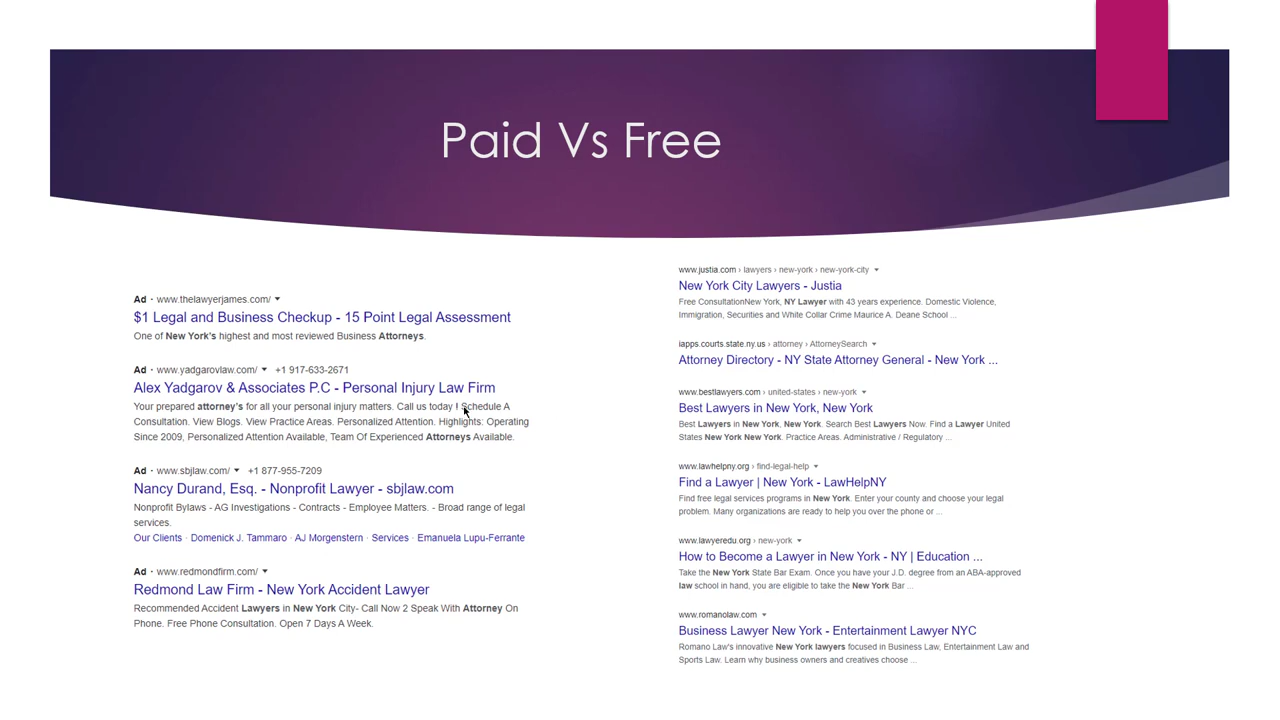 Paid Vs Free
Ad · www.thelawyerjames.com/
$1 Legal and Business Checkup - 15 Point Legal Assessment
One of New York's highest and most reviewed Business Attorneys.
Ad · www.yadgarovlaw.com/ +1 917-633-2671
Alex Yadgarov & Associates P.C - Personal Injury Law Firm
Your prepared attorney's for all your personal injury matters. Call us today ! Schedule A
Consultation. View Blogs. View Practice Areas. Personalized Attention. Highlights: Operating
Since 2009, Personalized Attention Available, Team Of Experienced Attorneys Available.
Ad · www.sbjlaw.com/ +1 877-955-7209
Nancy Durand, Esq. - Nonprofit Lawyer - sbjlaw.com
Nonprofit Bylaws - AG Investigations - Contracts - Employee Matters. - Broad range of legal
services.
Our Clients · Domenick J. Tammaro · AJ Morgenstern · Services · Emanuela Lupu-Ferrante
Ad · www.redmondfirm.com/
Redmond Law Firm - New York Accident Lawyer
Recommended Accident Lawyers in New York City- Call Now 2 Speak With Attorney On
Phone. Free Phone Consultation. Open 7 Days A Week.
www.justia.com › lawyers › new-york › new-york-city
New York City Lawyers - Justia
Free ConsultationNew York, NY Lawyer with 43 years experience. Domestic Violence,
Immigration, Securities and White Collar Crime Maurice A. Deane School ...
iapps.courts.state.ny.us › attorney › AttorneySearch
Attorney Directory - NY State Attorney General - New York ...
www.bestlawyers.com › united-states › new-york
Best Lawyers in New York, New York
Best Lawyers in New York, New York. Search Best Lawyers Now. Find a Lawyer United
States New York New York. Practice Areas. Administrative / Regulatory ...
www.lawhelpny.org › find-legal-help
Find a Lawyer | New York - LawHelpNY
Find free legal services programs in New York. Enter your county and choose your legal
problem. Many organizations are ready to help you over the phone or ...
www.lawyeredu.org › new-york
How to Become a Lawyer in New York - NY | Education ...
Take the New York State Bar Exam. Once you have your J.D. degree from an ABA-approved
law school in hand, you are eligible to take the New York Bar ...
www.romanolaw.com
Business Lawyer New York - Entertainment Lawyer NYC
Romano Law's innovative New York lawyers focused in Business Law, Entertainment Law and
Sports Law. Learn why business owners and creatives choose ...